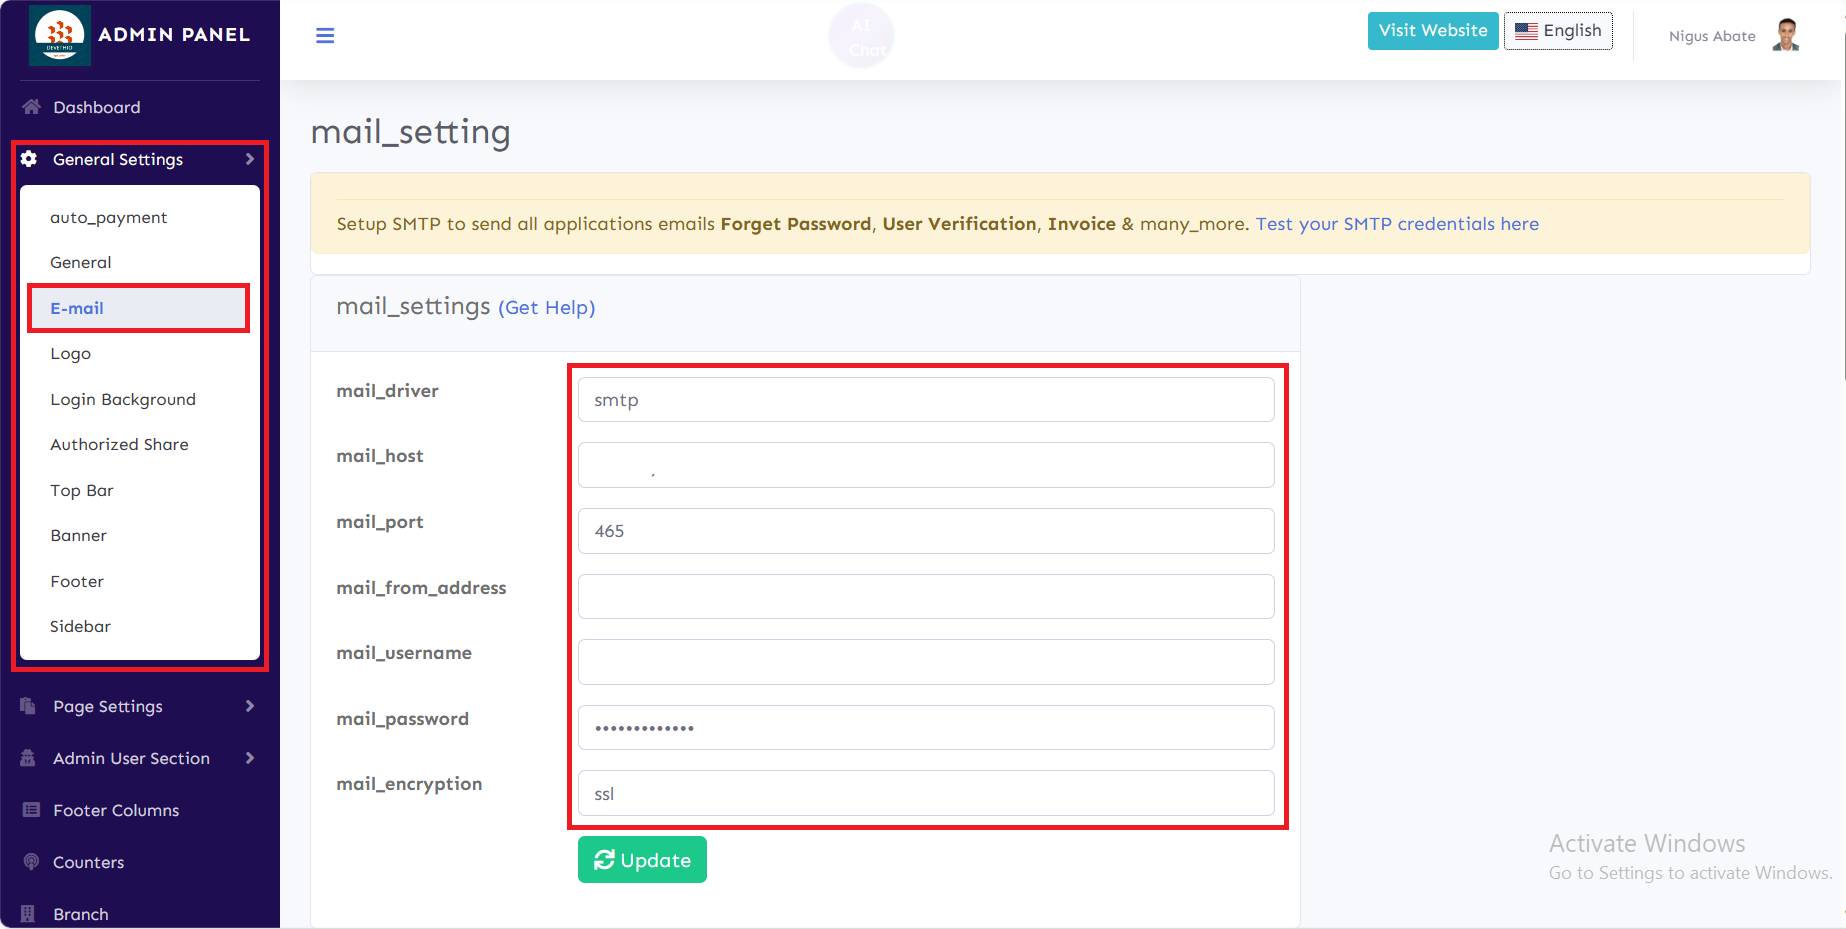 DEVETHIO
ADMIN PANEL
AI
Chat
Visit Website
English
Nigus Abate
Dashboard
General Settings
auto_payment
General
E-mail
Logo
Login Background
Authorized Share
Top Bar
Banner
Footer
Sidebar
Page Settings
Admin User Section
Footer Columns
Counters
Branch
mail_setting
Setup SMTP to send all applications emails Forget Password, User Verification, Invoice & many_more. Test your SMTP credentials here
mail_settings (Get Help)
mail_driver
smtp
mail_host
mail_port
465
mail_from_address
mail_username
mail_password
•••••••••••••
mail_encryption
ssl
Update
Activate Windows
Go to Settings to activate Windows.